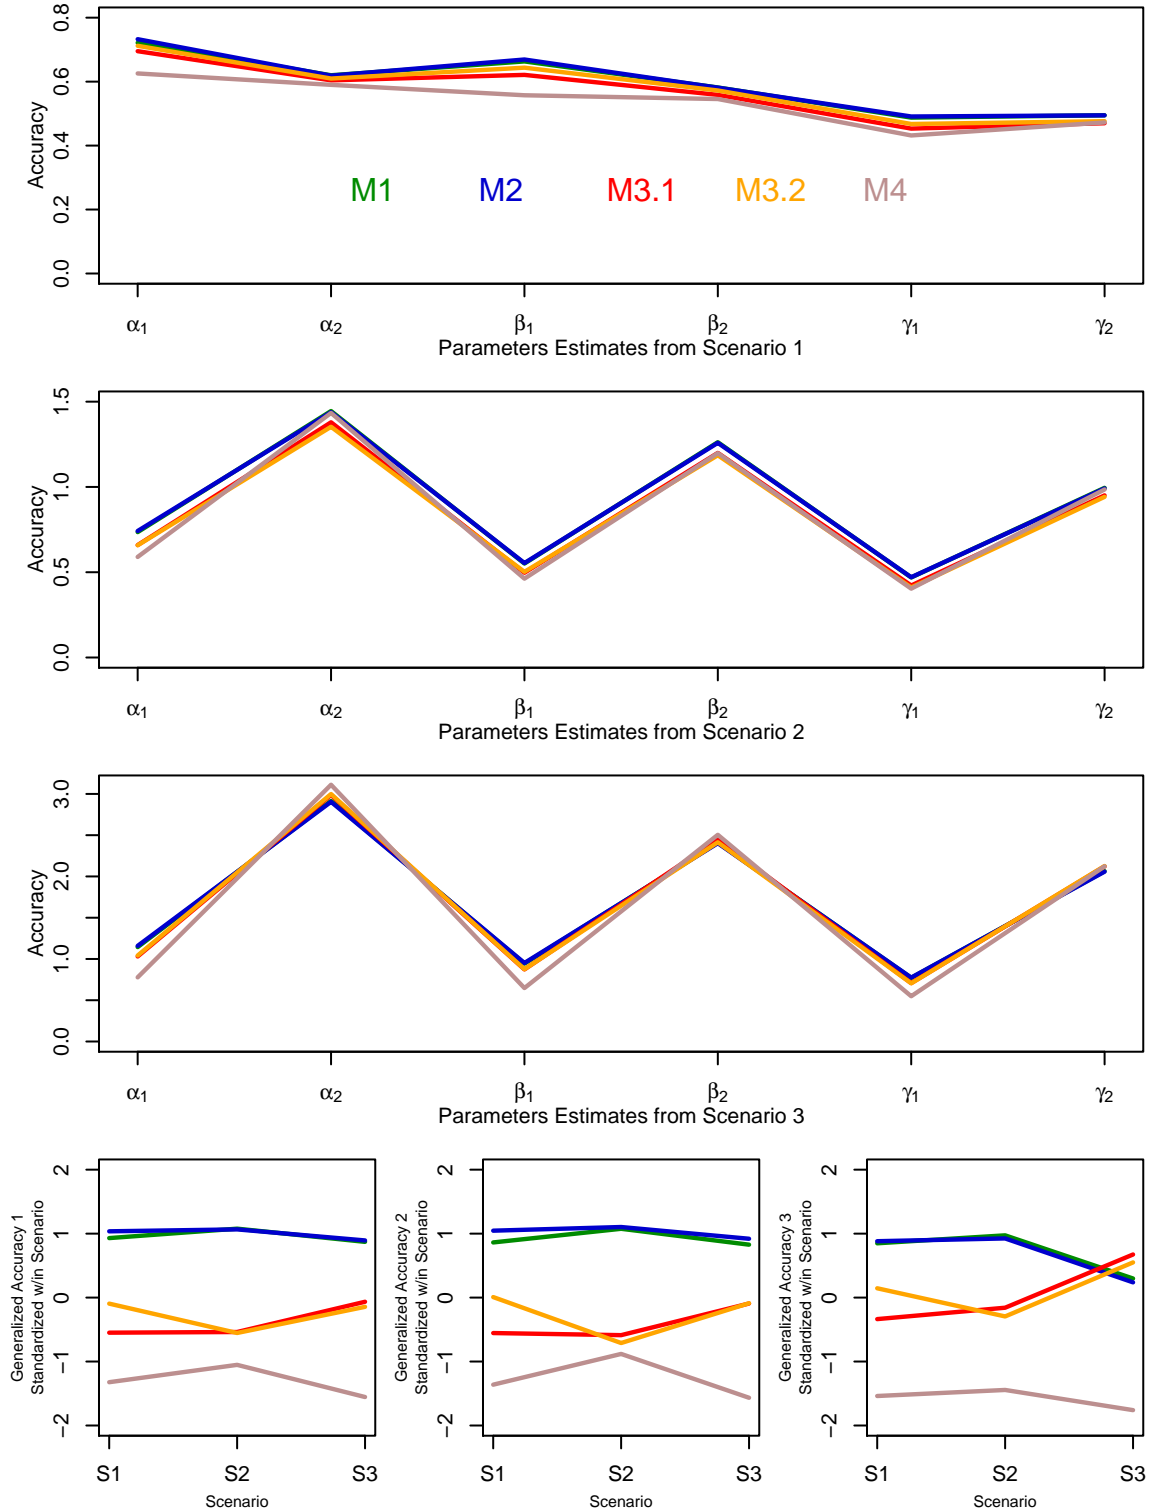 0.8
0.6
0.4
0.2
0.0
Accuracy
M1 M2 M3.1 M3.2 M4
α1 α2 β1 β2 γ1 γ2
Parameters Estimates from Scenario 1
1.5
1.0
0.5
0.0
Accuracy
α1 α2 β1 β2 γ1 γ2
Parameters Estimates from Scenario 2
3.0
2.0
1.0
0.0
Accuracy
α1 α2 β1 β2 γ1 γ2
Parameters Estimates from Scenario 3
Generalized Accuracy 1
Standardized w/in Scenario
2
1
0
−1
−2
S1 S2 S3
Scenario
Generalized Accuracy 2
Standardized w/in Scenario
2
1
0
−1
−2
S1 S2 S3
Scenario
Generalized Accuracy 3
Standardized w/in Scenario
2
1
0
−1
−2
S1 S2 S3
Scenario